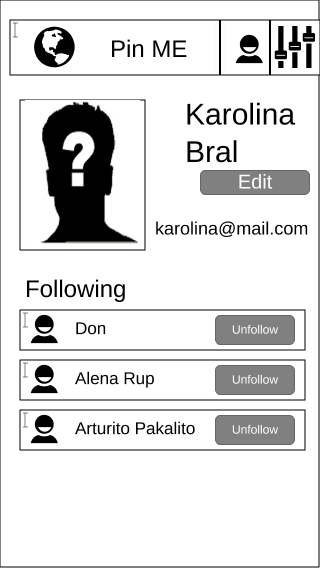 Pin ME
Karolina
Bral
Edit
karolina@mail.com
?
Following
Don
Unfollow
Alena Rup
Unfollow
Arturito Pakalito
Unfollow